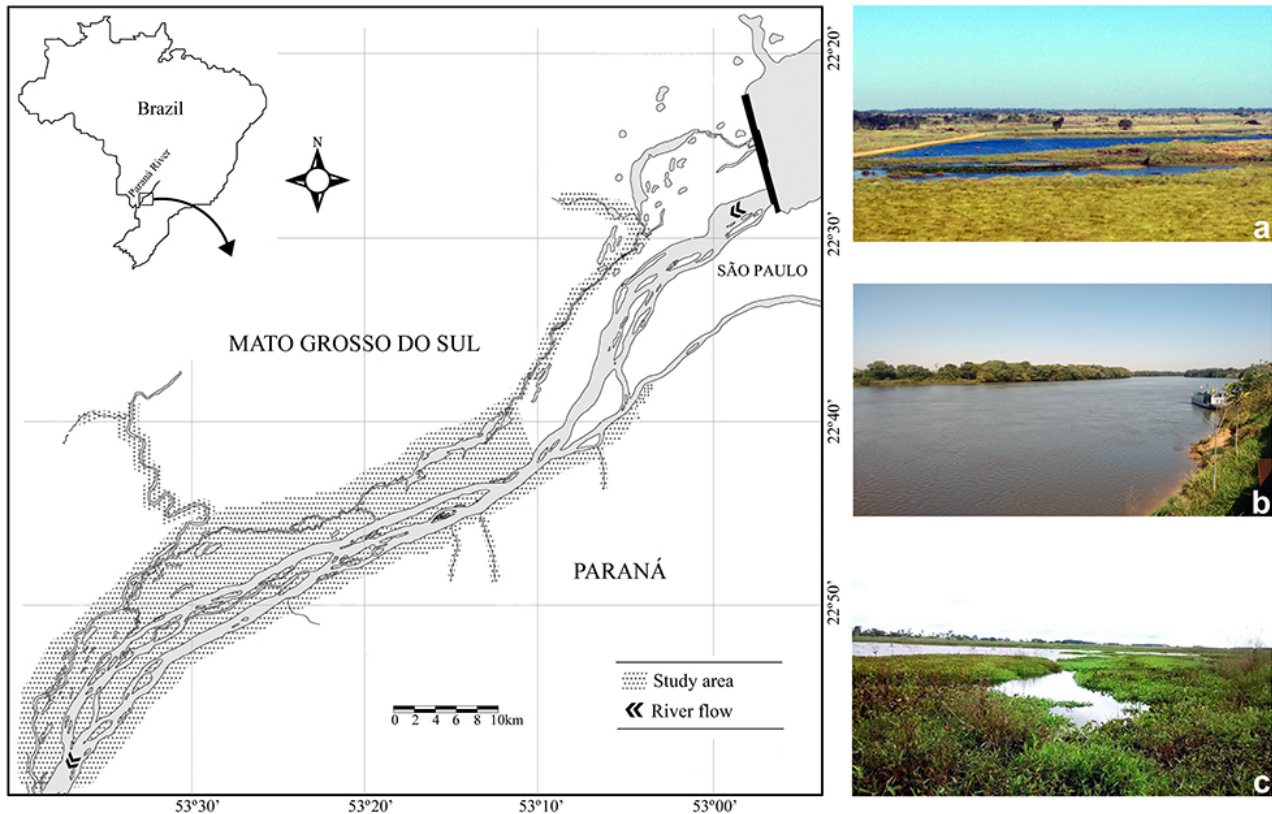 Brazil
Paraná River
N
22°20'
22°30'
22°40'
22°50'
SÃO PAULO
MATO GROSSO DO SUL
PARANÁ
Study area
River flow
0 2 4 6 8 10km
53°30'
53°20'
53°10'
53°00'
a
b
c